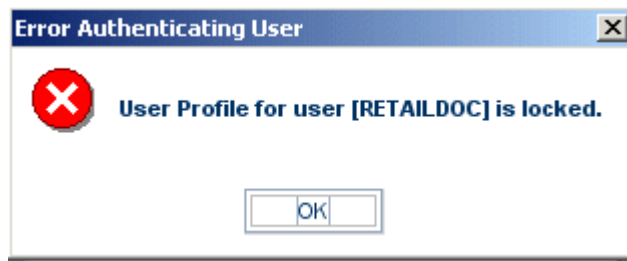 Error Authenticating User
User Profile for user [RETAILDOC] is locked.
OK